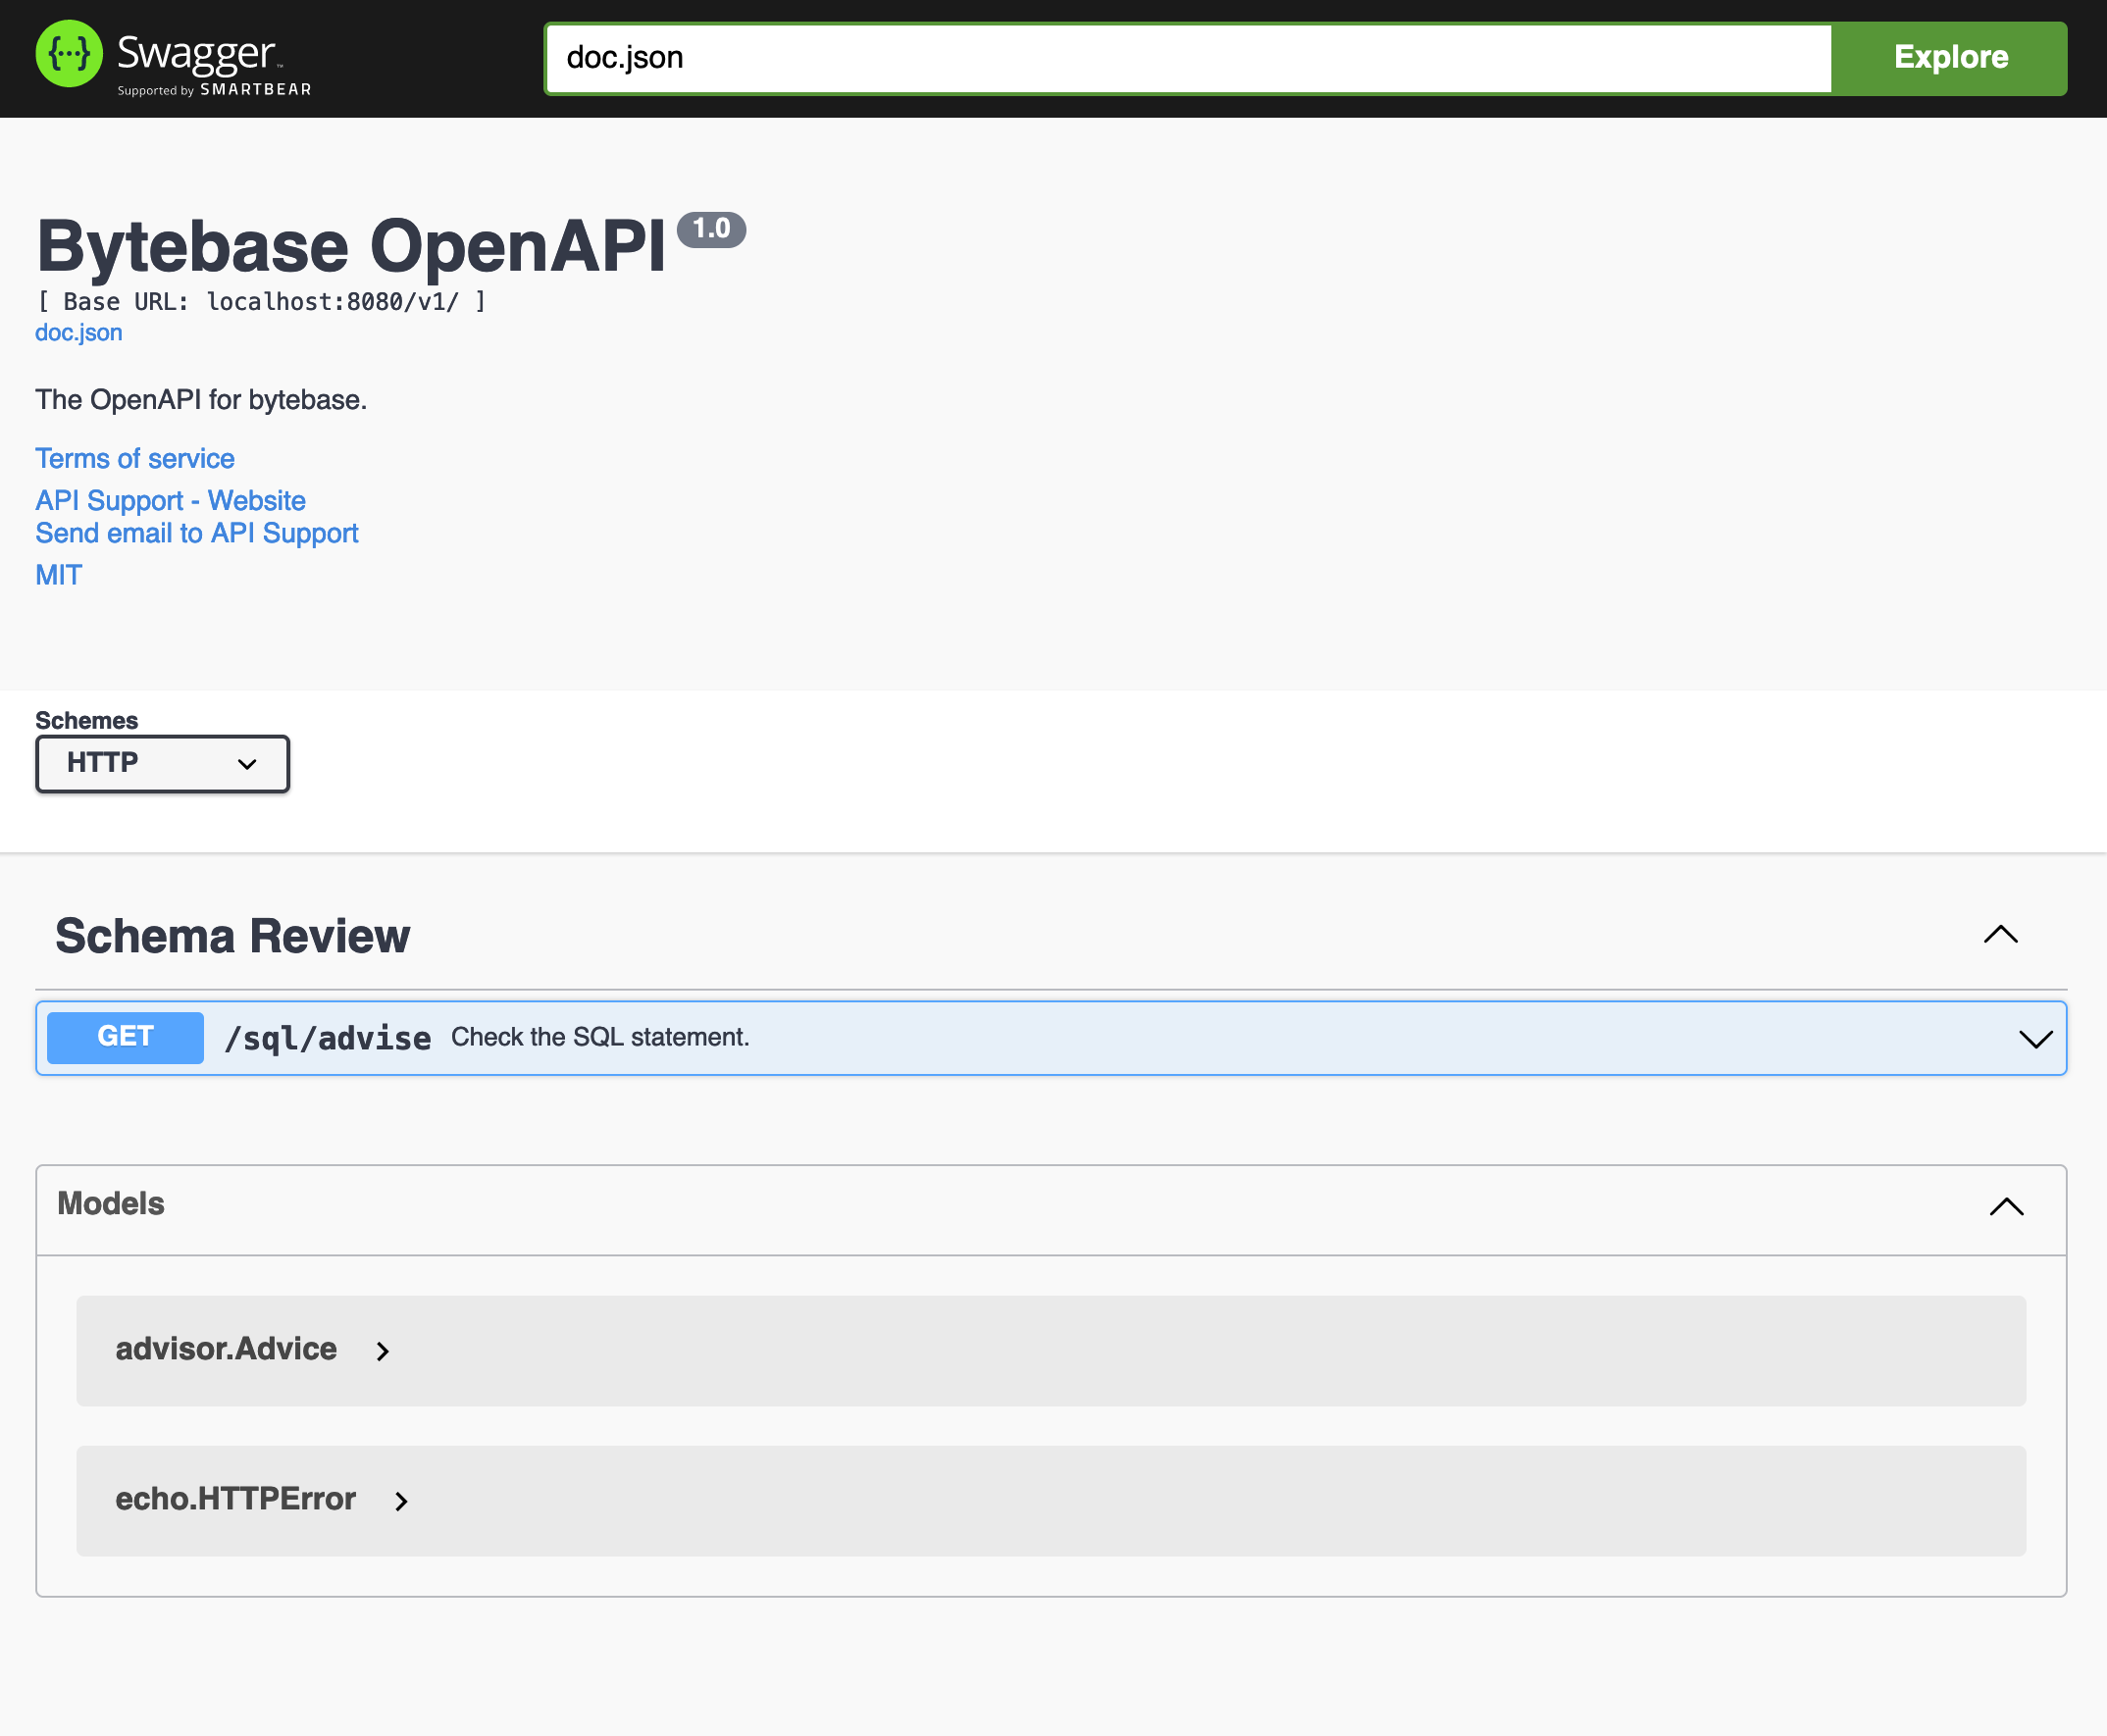 Swagger™
Supported by SMARTBEAR
doc.json
Explore
Bytebase OpenAPI 1.0
[ Base URL: localhost:8080/v1/ ]
doc.json
The OpenAPI for bytebase.
Terms of service
API Support - Website
Send email to API Support
MIT
Schemes
HTTP
Schema Review
GET /sql/advise Check the SQL statement.
Models
advisor.Advice
echo.HTTPError